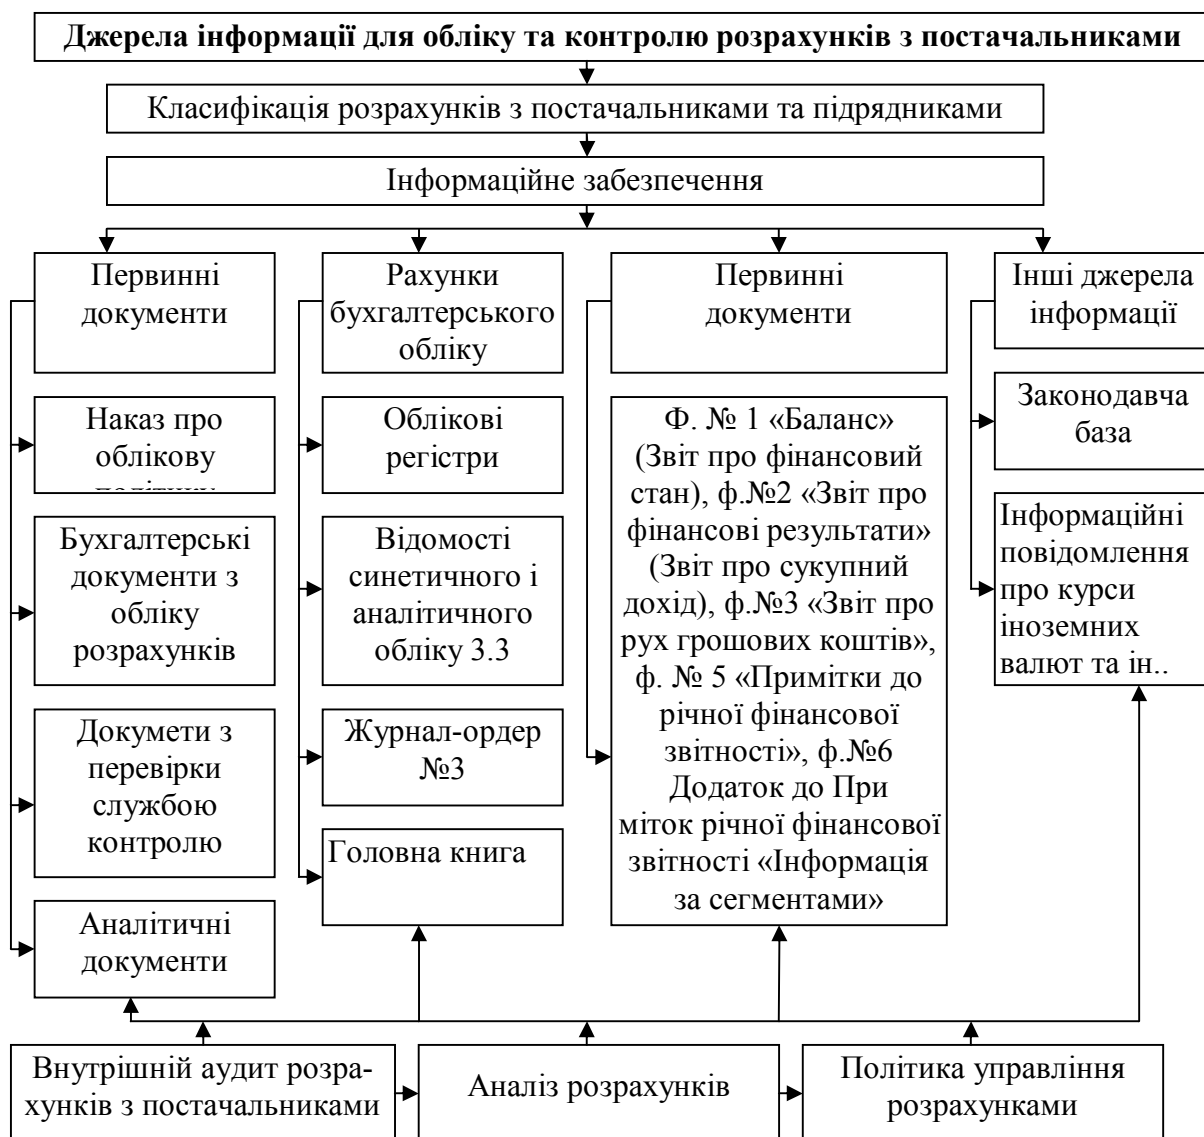 Джерела інформації для обліку та контролю розрахунків з постачальниками
Класифікація розрахунків з постачальниками та підрядниками
Інформаційне забезпечення
Первинні
документи
Наказ про
облікову
політику
Бухгалтерські
документи з
обліку
розрахунків
Докумети з
перевірки
службою
контролю
Аналітичні
документи
Рахунки
бухгалтерського
обліку
Облікові
регістри
Відомості
синетичного і
аналітичного
обліку 3.3
Журнал-ордер
№3
Головна книга
Первинні
документи
Ф. № 1 «Баланс»
(Звіт про фінансовий
стан), ф.№2 «Звіт про
фінансові результати»
(Звіт про сукупний
дохід), ф.№3 «Звіт про
рух грошових коштів»,
ф. № 5 «Примітки до
річної фінансової
звітності», ф.№6
Додаток до При
міток річної фінансової
звітності «Інформація
за сегментами»
Інші джерела
інформації
Законодавча
база
Інформаційні
повідомлення
про курси
іноземних
валют та ін..
Внутрішній аудит розра-
хунків з постачальниками
Аналіз розрахунків
Політика управління
розрахунками